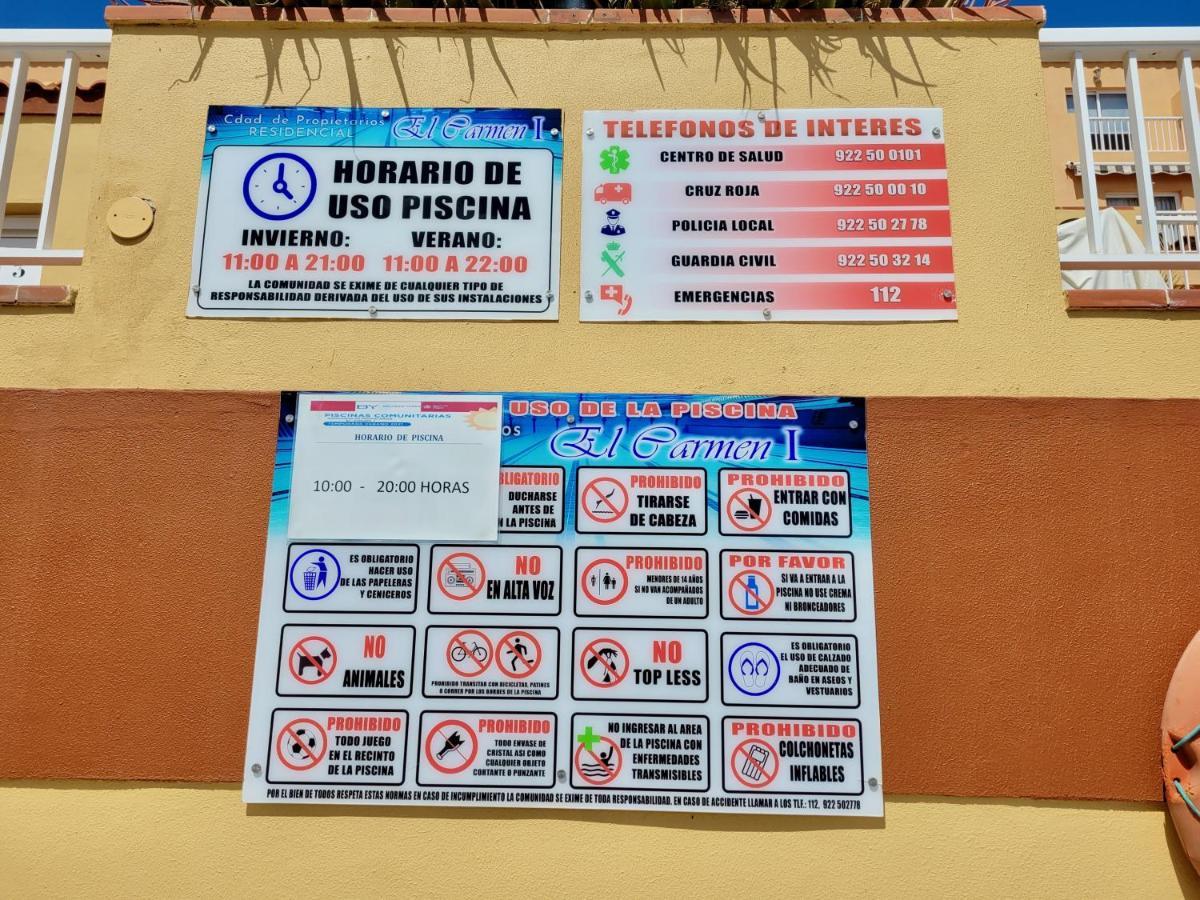 Cdad. de Propietarios
RESIDENCIAL
El Carmen I
HORARIO DE
USO PISCINA
INVIERNO: VERANO:
11:00 A 21:00 11:00 A 22:00
LA COMUNIDAD SE EXIME DE CUALQUIER TIPO DE
RESPONSABILIDAD DERIVADA DEL USO DE SUS INSTALACIONES
TELEFONOS DE INTERES
CENTRO DE SALUD 922 50 0101
CRUZ ROJA 922 50 00 10
POLICIA LOCAL 922 50 27 78
GUARDIA CIVIL 922 50 32 14
EMERGENCIAS 112
PISCINAS COMUNITARIAS
HORARIO DE PISCINA
10:00 - 20:00 HORAS
USO DE LA PISCINA
OS
El Carmen I
BLIGATORIO
DUCHARSE
ANTES DE
LA PISCINA
PROHIBIDO
TIRARSE
DE CABEZA
PROHIBIDO
ENTRAR CON
COMIDAS
ES OBLIGATORIO
HACER USO
DE LAS PAPELERAS
Y CENICEROS
NO
EN ALTA VOZ
PROHIBIDO
MENORES DE 14 AÑOS
SI NO VAN ACOMPAÑADOS
DE UN ADULTO
POR FAVOR
SI VA A ENTRAR A LA
PISCINA NO USE CREMA
NI BRONCEADORES
NO
ANIMALES
PROHIBIDO TRANSITAR CON BICICLETAS, PATINES
O CORRER POR LOS BORDES DE LA PISCINA
NO
TOP LESS
ES OBLIGATORIO
EL USO DE CALZADO
ADECUADO DE
BAÑO EN ASEOS Y
VESTUARIOS
PROHIBIDO
TODO JUEGO
EN EL RECINTO
DE LA PISCINA
PROHIBIDO
TODO ENVASE DE
CRISTAL ASI COMO
CUALQUIER OBJETO
CORTANTE O PUNZANTE
NO INGRESAR AL AREA
DE LA PISCINA CON
ENFERMEDADES
TRANSMISIBLES
PROHIBIDO
COLCHONETAS
INFLABLES
POR EL BIEN DE TODOS RESPETA ESTAS NORMAS EN CASO DE INCUMPLIMIENTO LA COMUNIDAD SE EXIME DE TODA RESPONSABILIDAD. EN CASO DE ACCIDENTE LLAMAR A LOS TLF.: 112, 922 502778